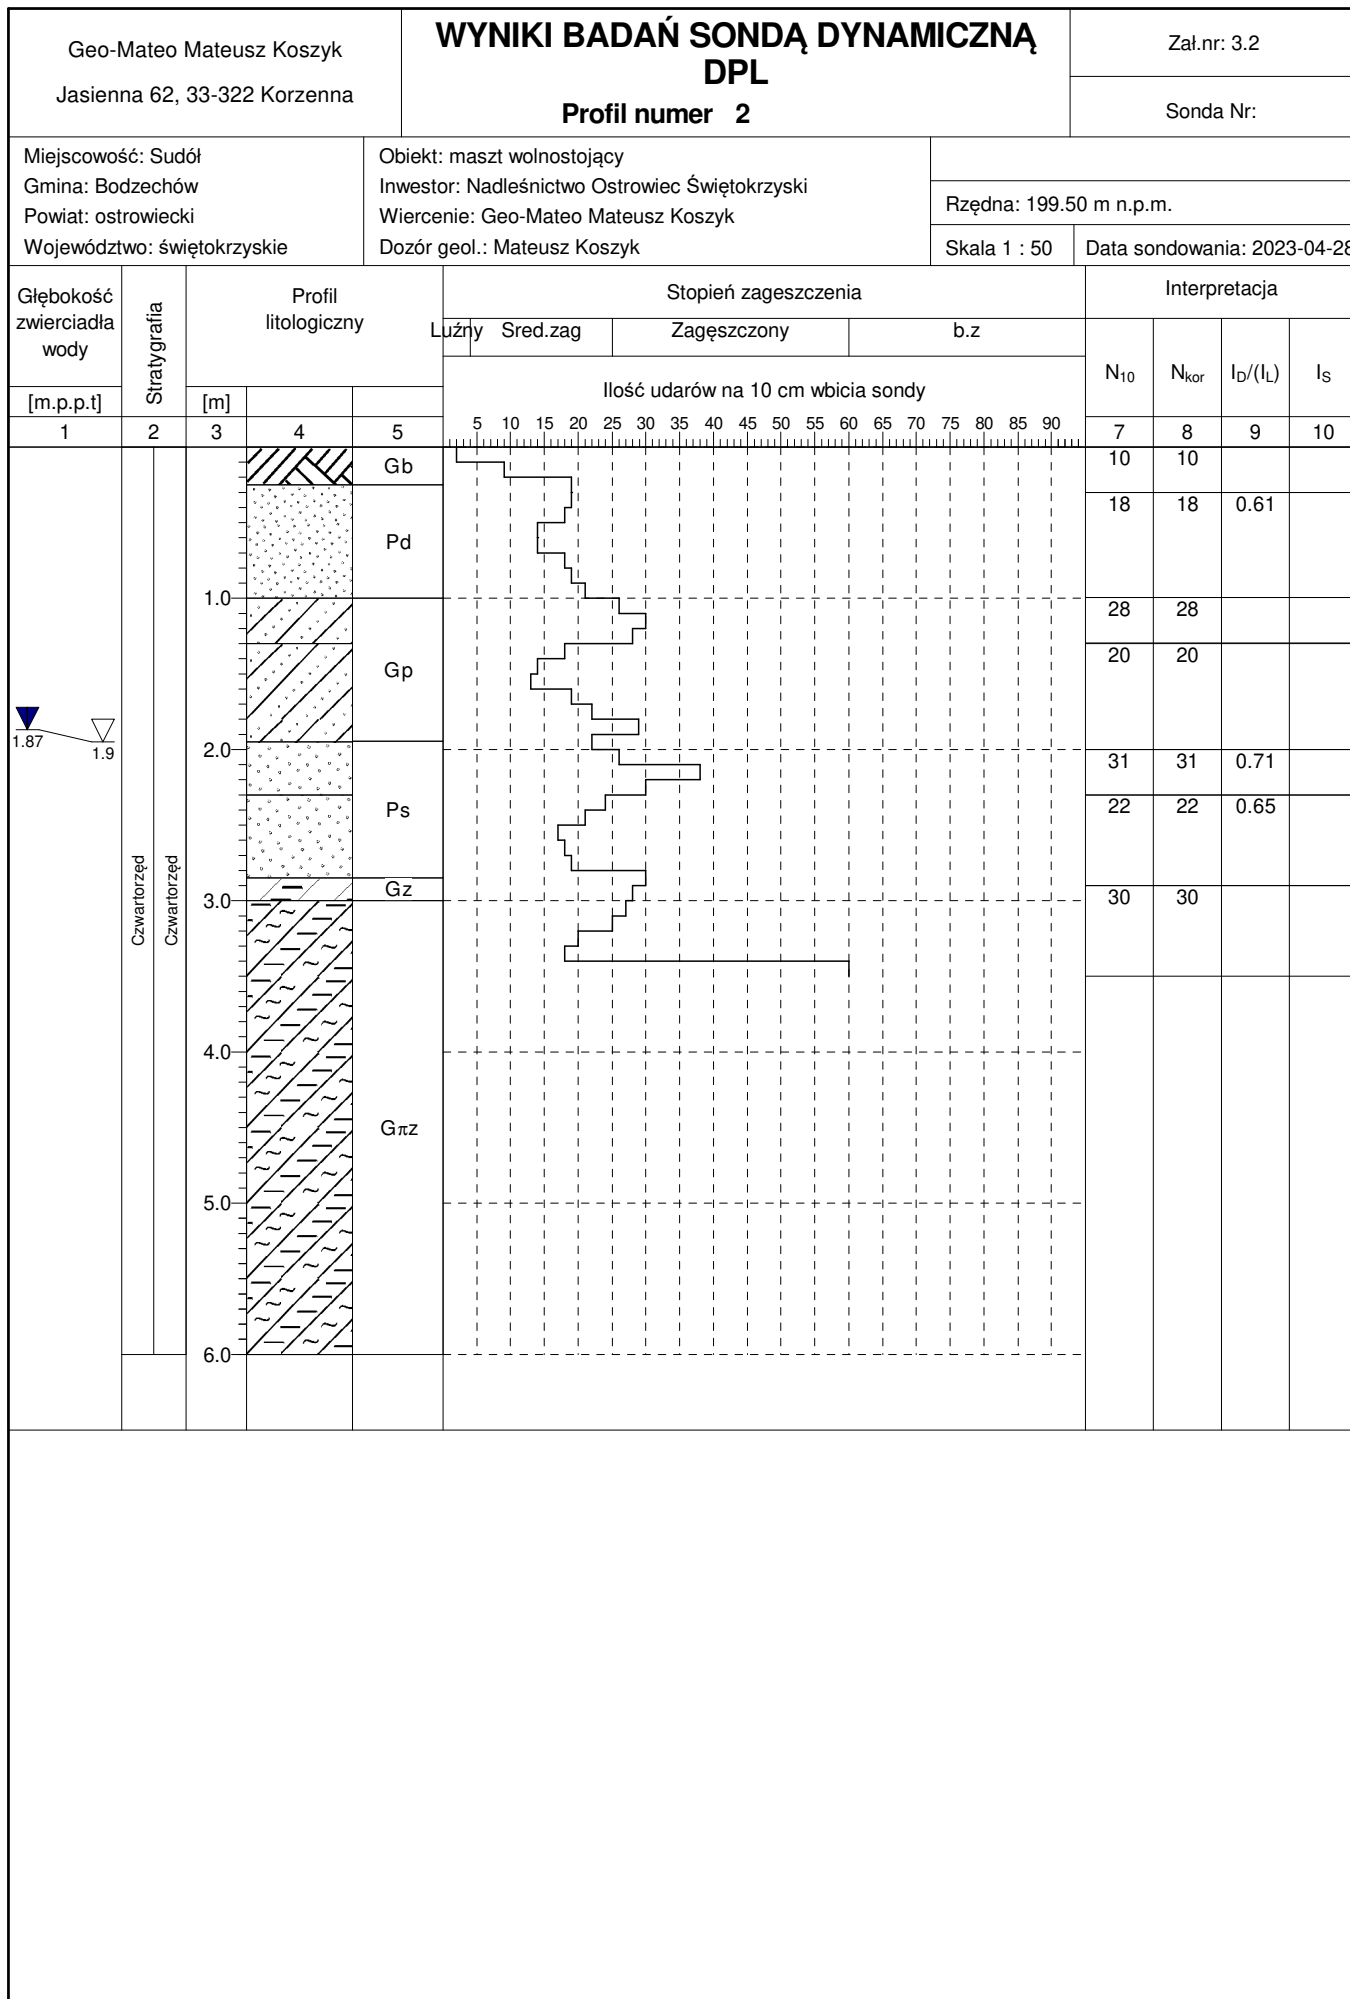 Geo-Mateo Mateusz Koszyk
Jasienna 62, 33-322 Korzenna
WYNIKI BADAŃ SONDĄ DYNAMICZNĄ
DPL
Profil numer 2
Zał.nr: 3.2
Sonda Nr:
Miejscowość: Sudół
Gmina: Bodzechów
Powiat: ostrowiecki
Województwo: świętokrzyskie
Obiekt: maszt wolnostojący
Inwestor: Nadleśnictwo Ostrowiec Świętokrzyski
Wiercenie: Geo-Mateo Mateusz Koszyk
Dozór geol.: Mateusz Koszyk
Rzędna: 199.50 m n.p.m.
Skala 1 : 50 Data sondowania: 2023-04-28
Głębokość
zwierciadła
wody
[m.p.p.t]
Stratygrafia
Profil
litologiczny
[m]
Stopień zageszczenia
Luźny Sred.zag Zagęszczony b.z
Ilość udarów na 10 cm wbicia sondy
Interpretacja
N10 Nkor ID/(IL) IS
1 2 3 4 5 5 10 15 20 25 30 35 40 45 50 55 60 65 70 75 80 85 90 7 8 9 10
Gb 10 10
18 18 0.61
Pd
1.0 28 28
20 20
Gp
1.87 1.9
2.0 31 31 0.71
22 22 0.65
Ps
Gz
3.0 30 30
Czwartorzęd
Czwartorzęd
4.0
Gπz
5.0
6.0